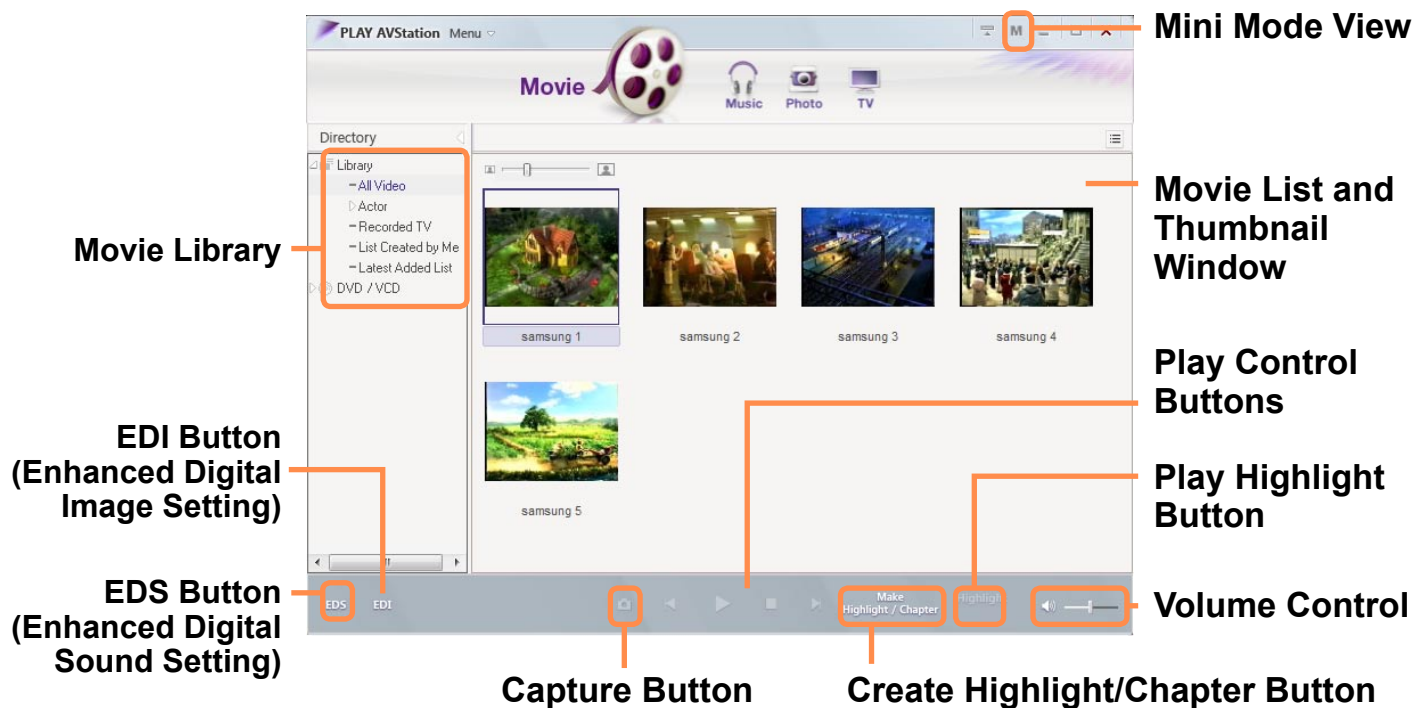 PLAY AVStation Menu
M
Mini Mode View
Movie
Music
Photo
TV
Directory
Library
All Video
Actor
Recorded TV
List Created by Me
Latest Added List
DVD / VCD
Movie Library
samsung 1
samsung 2
samsung 3
samsung 4
samsung 5
Movie List and
Thumbnail
Window
Play Control
Buttons
EDI Button
(Enhanced Digital
Image Setting)
Play Highlight
Button
EDS Button
(Enhanced Digital
Sound Setting)
EDS
EDI
Make
Highlight / Chapter
Highligh
Volume Control
Capture Button
Create Highlight/Chapter Button